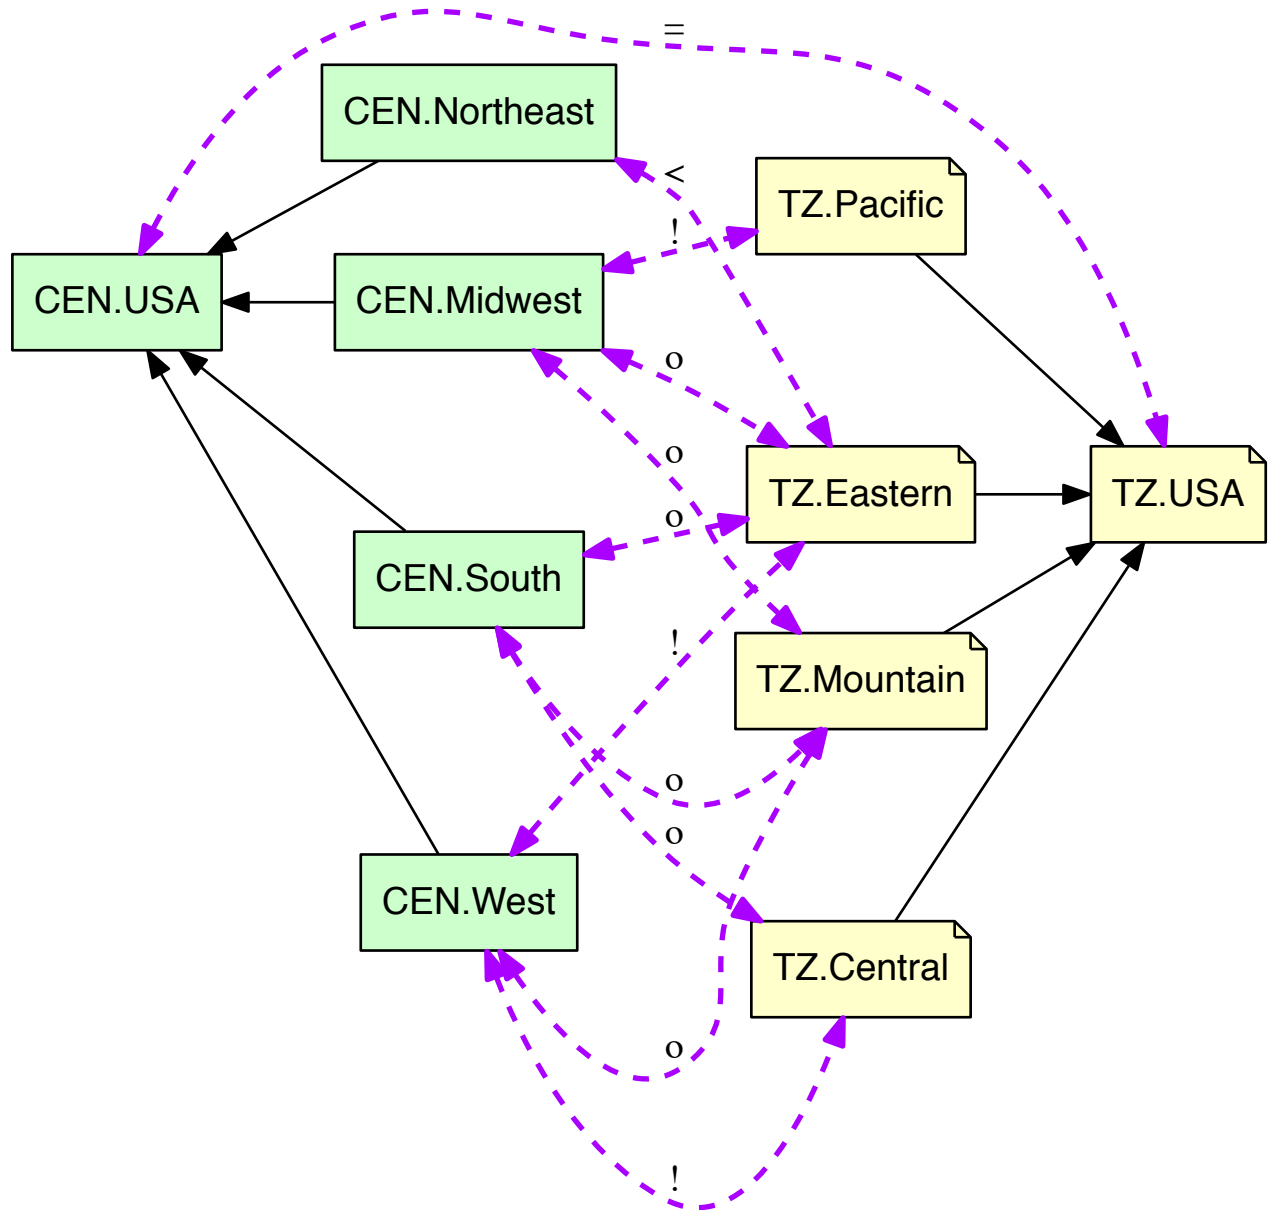 =
CEN.Northeast
<
TZ.Pacific
!
CEN.USA
CEN.Midwest
o
o
TZ.Eastern
TZ.USA
o
CEN.South
!
TZ.Mountain
o
o
CEN.West
TZ.Central
o
!